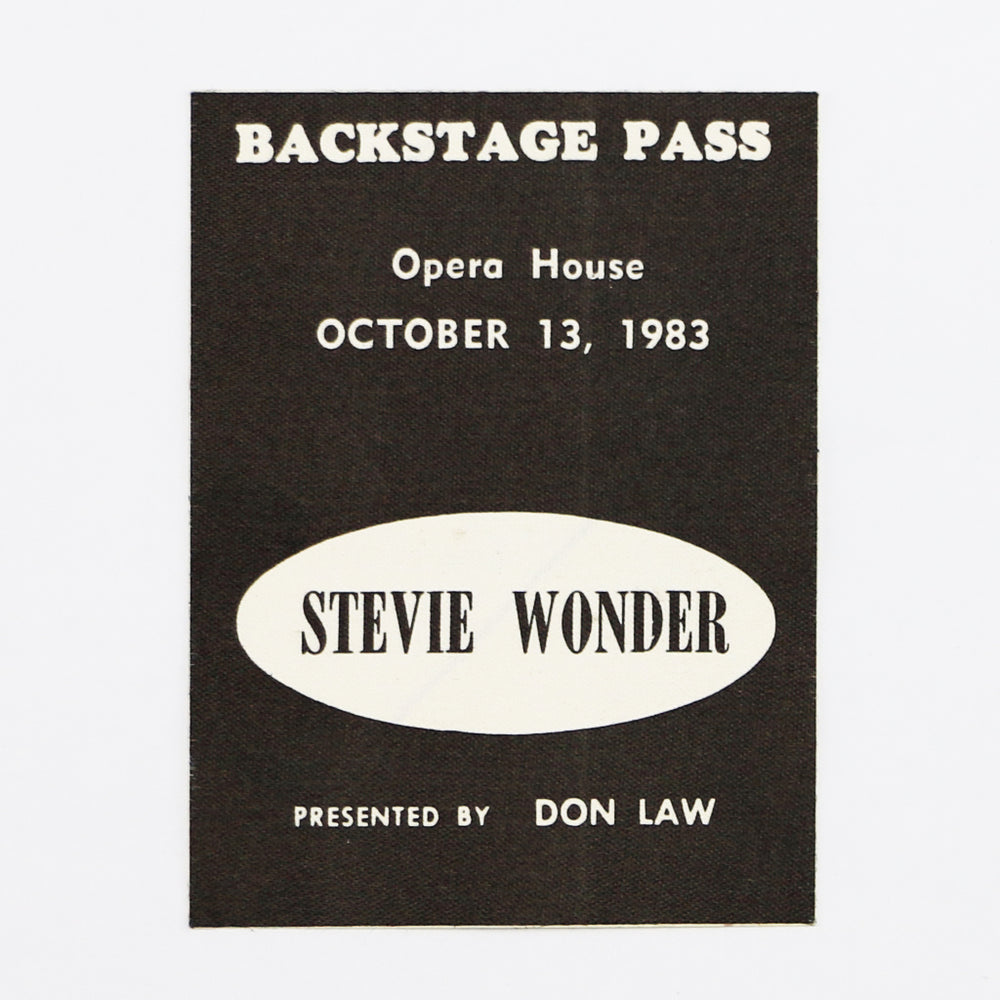 BACKSTAGE PASS
Opera House
OCTOBER 13, 1983
STEVIE WONDER
PRESENTED BY DON LAW